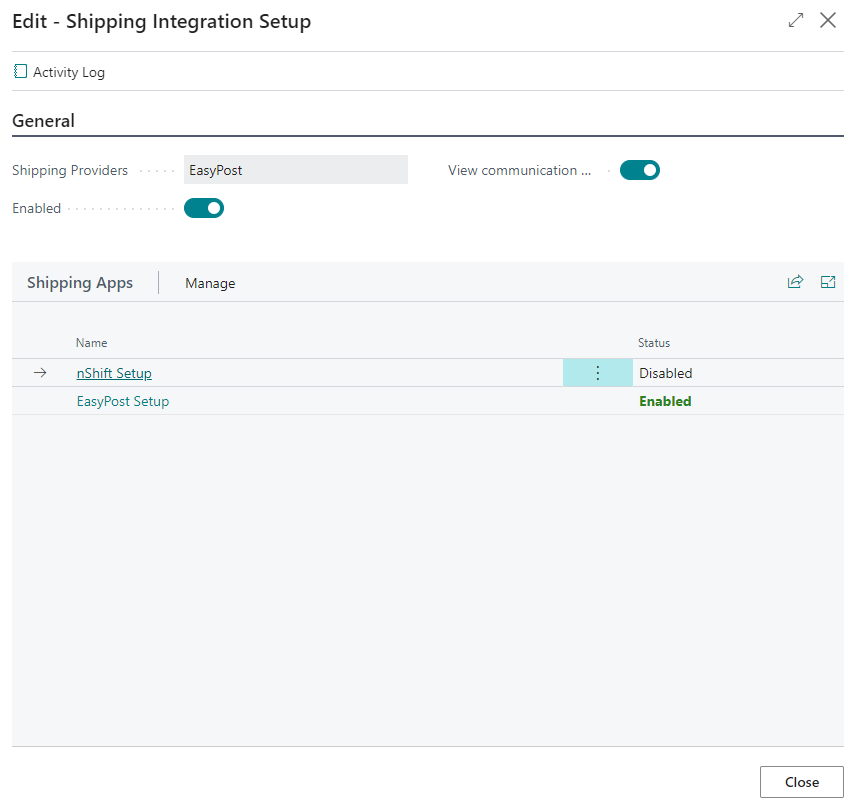 Edit - Shipping Integration Setup
Activity Log
General
Shipping Providers EasyPost View communication ...
Enabled
Shipping Apps Manage
Name Status
nShift Setup Disabled
EasyPost Setup Enabled
Close